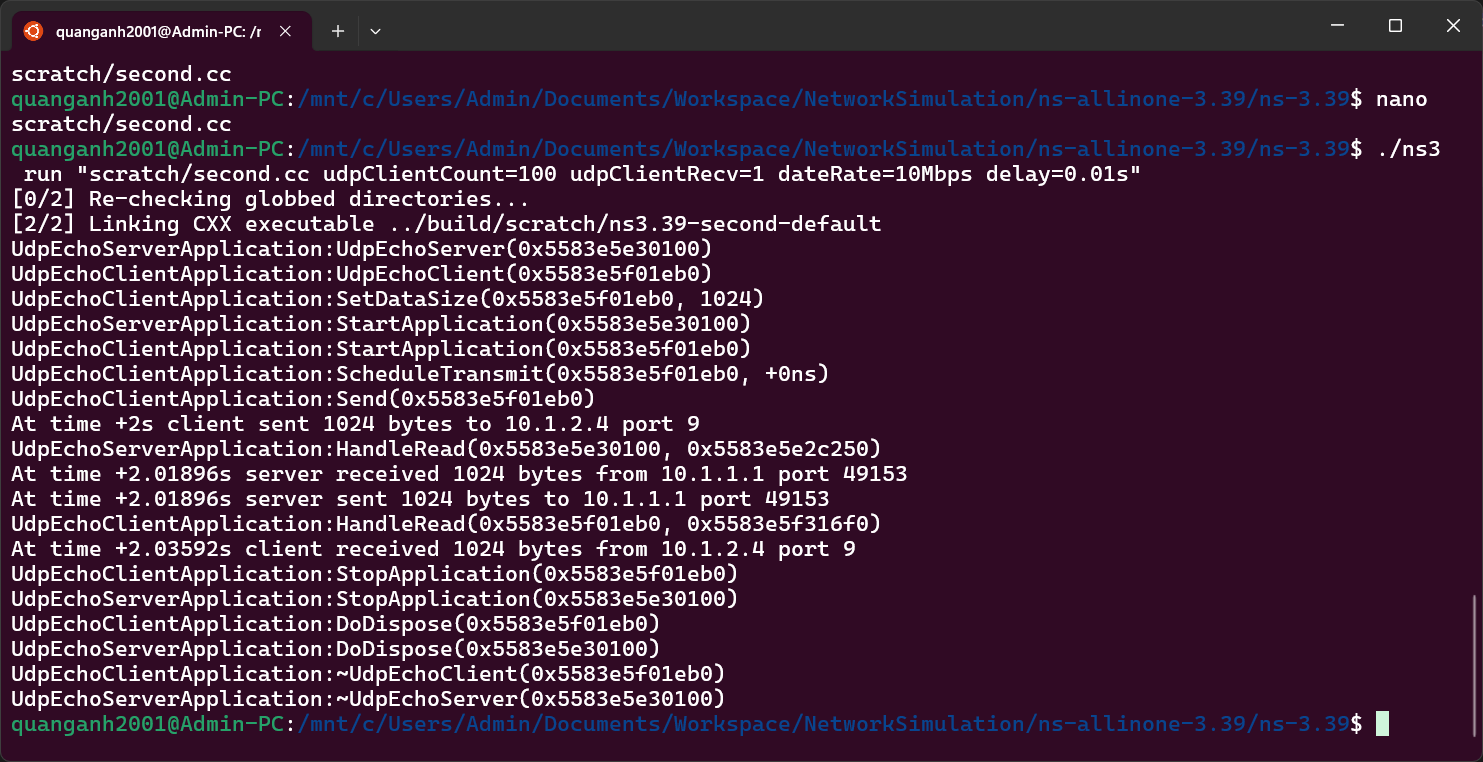 quanganh2001@Admin-PC: /r
scratch/second.cc
quanganh2001@Admin-PC:/mnt/c/Users/Admin/Documents/Workspace/NetworkSimulation/ns-allinone-3.39/ns-3.39$ nano
scratch/second.cc
quanganh2001@Admin-PC:/mnt/c/Users/Admin/Documents/Workspace/NetworkSimulation/ns-allinone-3.39/ns-3.39$ ./ns3
 run "scratch/second.cc udpClientCount=100 udpClientRecv=1 dateRate=10Mbps delay=0.01s"
[0/2] Re-checking globbed directories...
[2/2] Linking CXX executable ../build/scratch/ns3.39-second-default
UdpEchoServerApplication:UdpEchoServer(0x5583e5e30100)
UdpEchoClientApplication:UdpEchoClient(0x5583e5f01eb0)
UdpEchoClientApplication:SetDataSize(0x5583e5f01eb0, 1024)
UdpEchoServerApplication:StartApplication(0x5583e5e30100)
UdpEchoClientApplication:StartApplication(0x5583e5f01eb0)
UdpEchoClientApplication:ScheduleTransmit(0x5583e5f01eb0, +0ns)
UdpEchoClientApplication:Send(0x5583e5f01eb0)
At time +2s client sent 1024 bytes to 10.1.2.4 port 9
UdpEchoServerApplication:HandleRead(0x5583e5e30100, 0x5583e5e2c250)
At time +2.01896s server received 1024 bytes from 10.1.1.1 port 49153
At time +2.01896s server sent 1024 bytes to 10.1.1.1 port 49153
UdpEchoClientApplication:HandleRead(0x5583e5f01eb0, 0x5583e5f316f0)
At time +2.03592s client received 1024 bytes from 10.1.2.4 port 9
UdpEchoClientApplication:StopApplication(0x5583e5f01eb0)
UdpEchoServerApplication:StopApplication(0x5583e5e30100)
UdpEchoClientApplication:DoDispose(0x5583e5f01eb0)
UdpEchoServerApplication:DoDispose(0x5583e5e30100)
UdpEchoClientApplication:~UdpEchoClient(0x5583e5f01eb0)
UdpEchoServerApplication:~UdpEchoServer(0x5583e5e30100)
quanganh2001@Admin-PC:/mnt/c/Users/Admin/Documents/Workspace/NetworkSimulation/ns-allinone-3.39/ns-3.39$